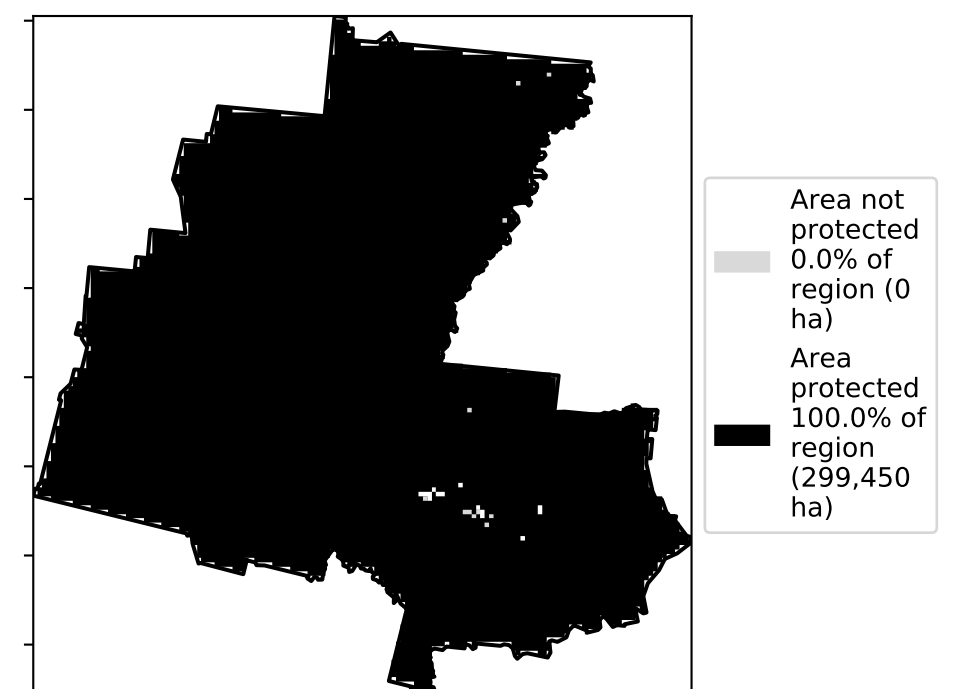 Area not
protected
0.0% of
region (0
ha)
Area
protected
100.0% of
region
(299,450
ha)